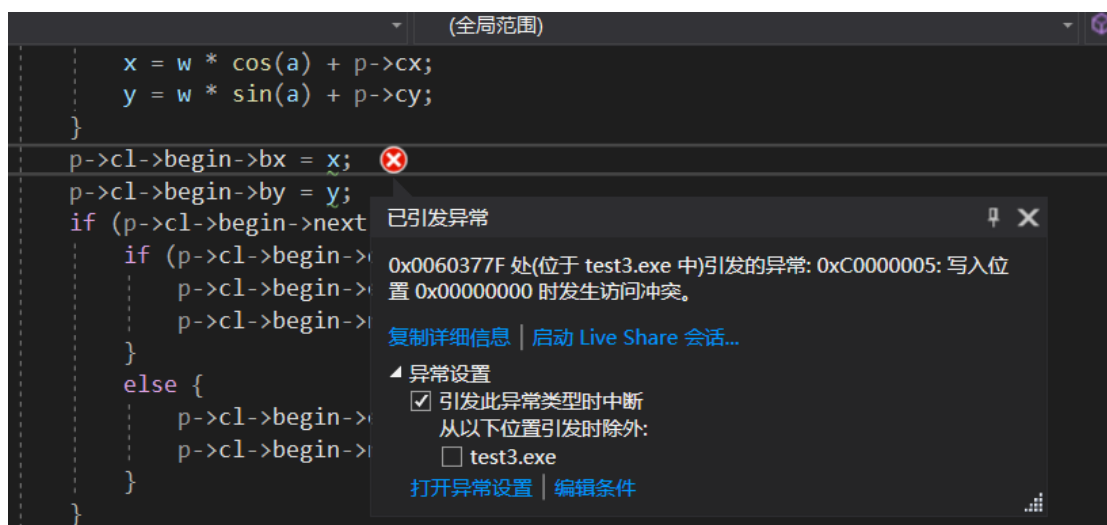 (全局范围)
x = w * cos(a) + p->cx;
y = w * sin(a) + p->cy;
}
p->cl->begin->bx = x;
p->cl->begin->by = y;
if (p->cl->begin->next
if (p->cl->begin->
p->cl->begin->
p->cl->begin->
}
else {
p->cl->begin->
p->cl->begin->
}
}
已引发异常
0x0060377F 处(位于 test3.exe 中)引发的异常: 0xC0000005: 写入位
置 0x00000000 时发生访问冲突。
复制详细信息 | 启动 Live Share 会话...
异常设置
引发此异常类型时中断
从以下位置引发时除外:
test3.exe
打开异常设置 | 编辑条件